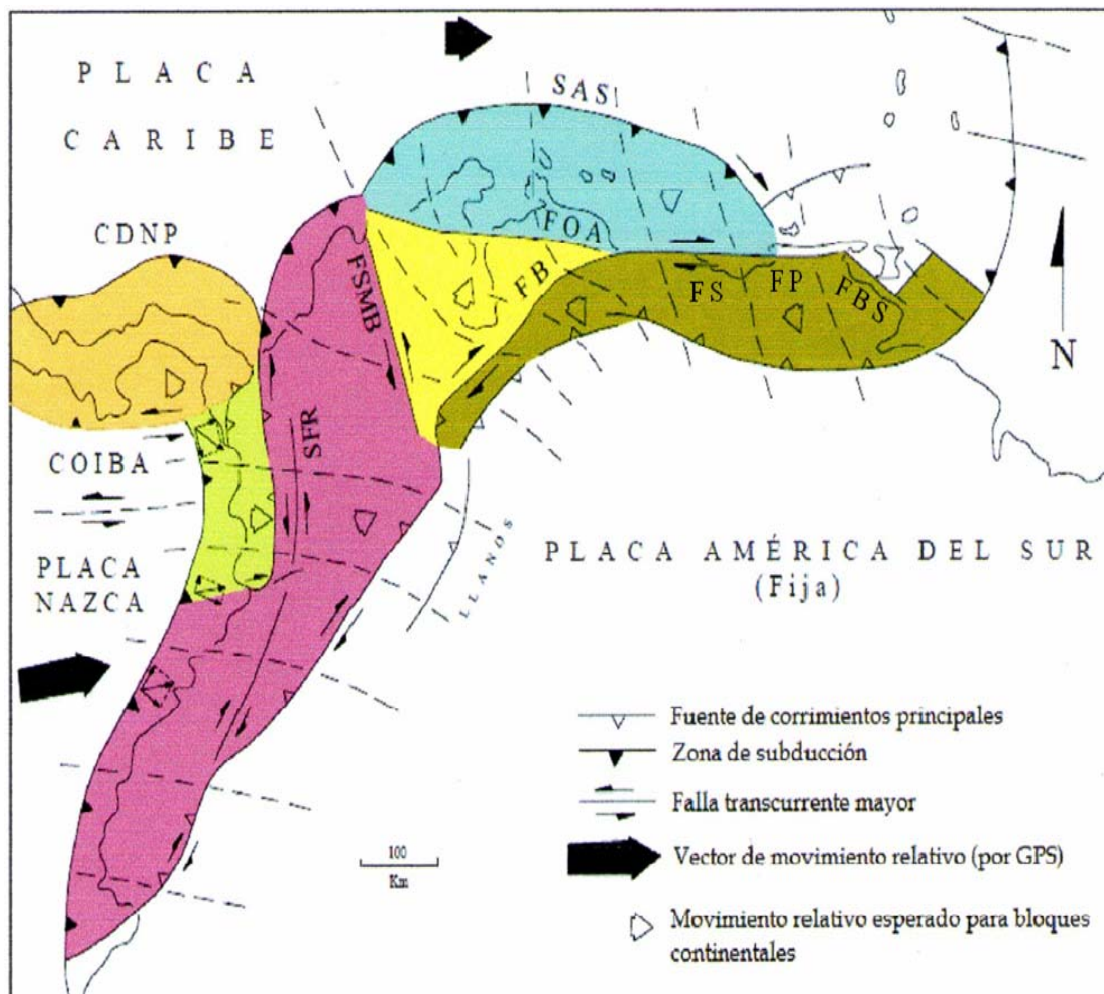 PLACA
CARIBE
SAS
CDNP
FOA
FSMB
FB
FS
FP
FBS
N
SFR
COIBA
PLACA
NAZCA
LLANOS
PLACA AMÉRICA DEL SUR
(Fija)
100
Km
Fuente de corrimientos principales
Zona de subducción
Falla transcurrente mayor
Vector de movimiento relativo (por GPS)
Movimiento relativo esperado para bloques
continentales